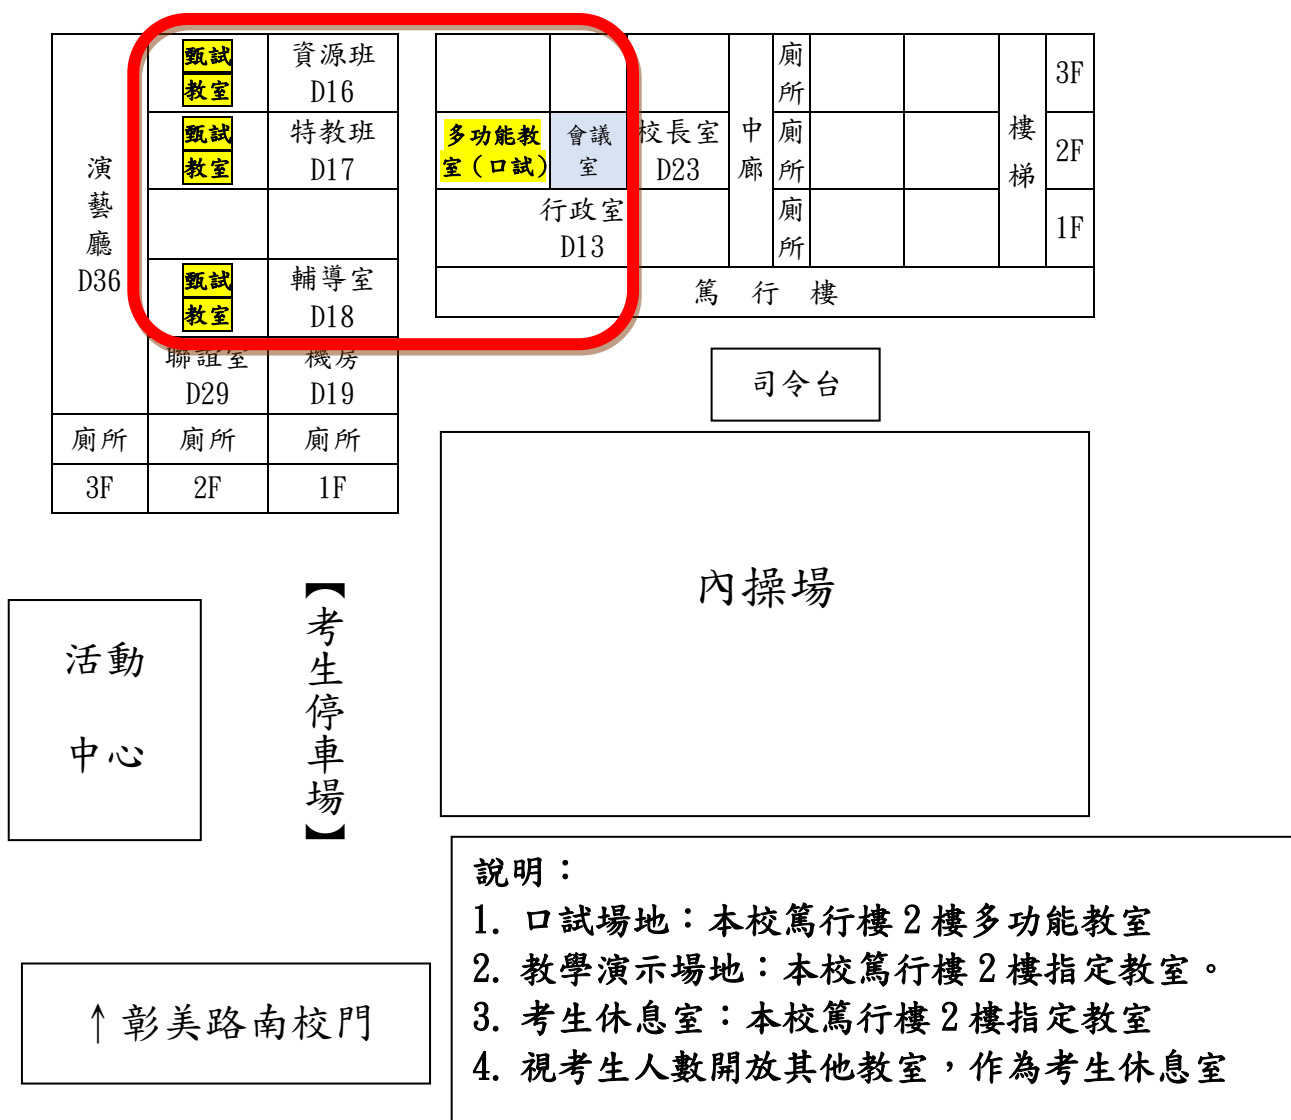 甄試
教室
資源班
D16
甄試
教室
特教班
D17
演
藝
廳
D36
甄試
教室
輔導室
D18
聯誼室
D29
機房
D19
廁所
廁所
廁所
3F
2F
1F
多功能教
室（口試）
會議
室
校長室
D23
中
廊
廁
所
廁
所
廁
所
樓
梯
3F
2F
1F
行政室
D13
篤 行 樓
司令台
內操場
活動
中心
【考生停車場】
↑彰美路南校門
說明：
1. 口試場地：本校篤行樓 2 樓多功能教室
2. 教學演示場地：本校篤行樓 2 樓指定教室。
3. 考生休息室：本校篤行樓 2 樓指定教室
4. 視考生人數開放其他教室，作為考生休息室